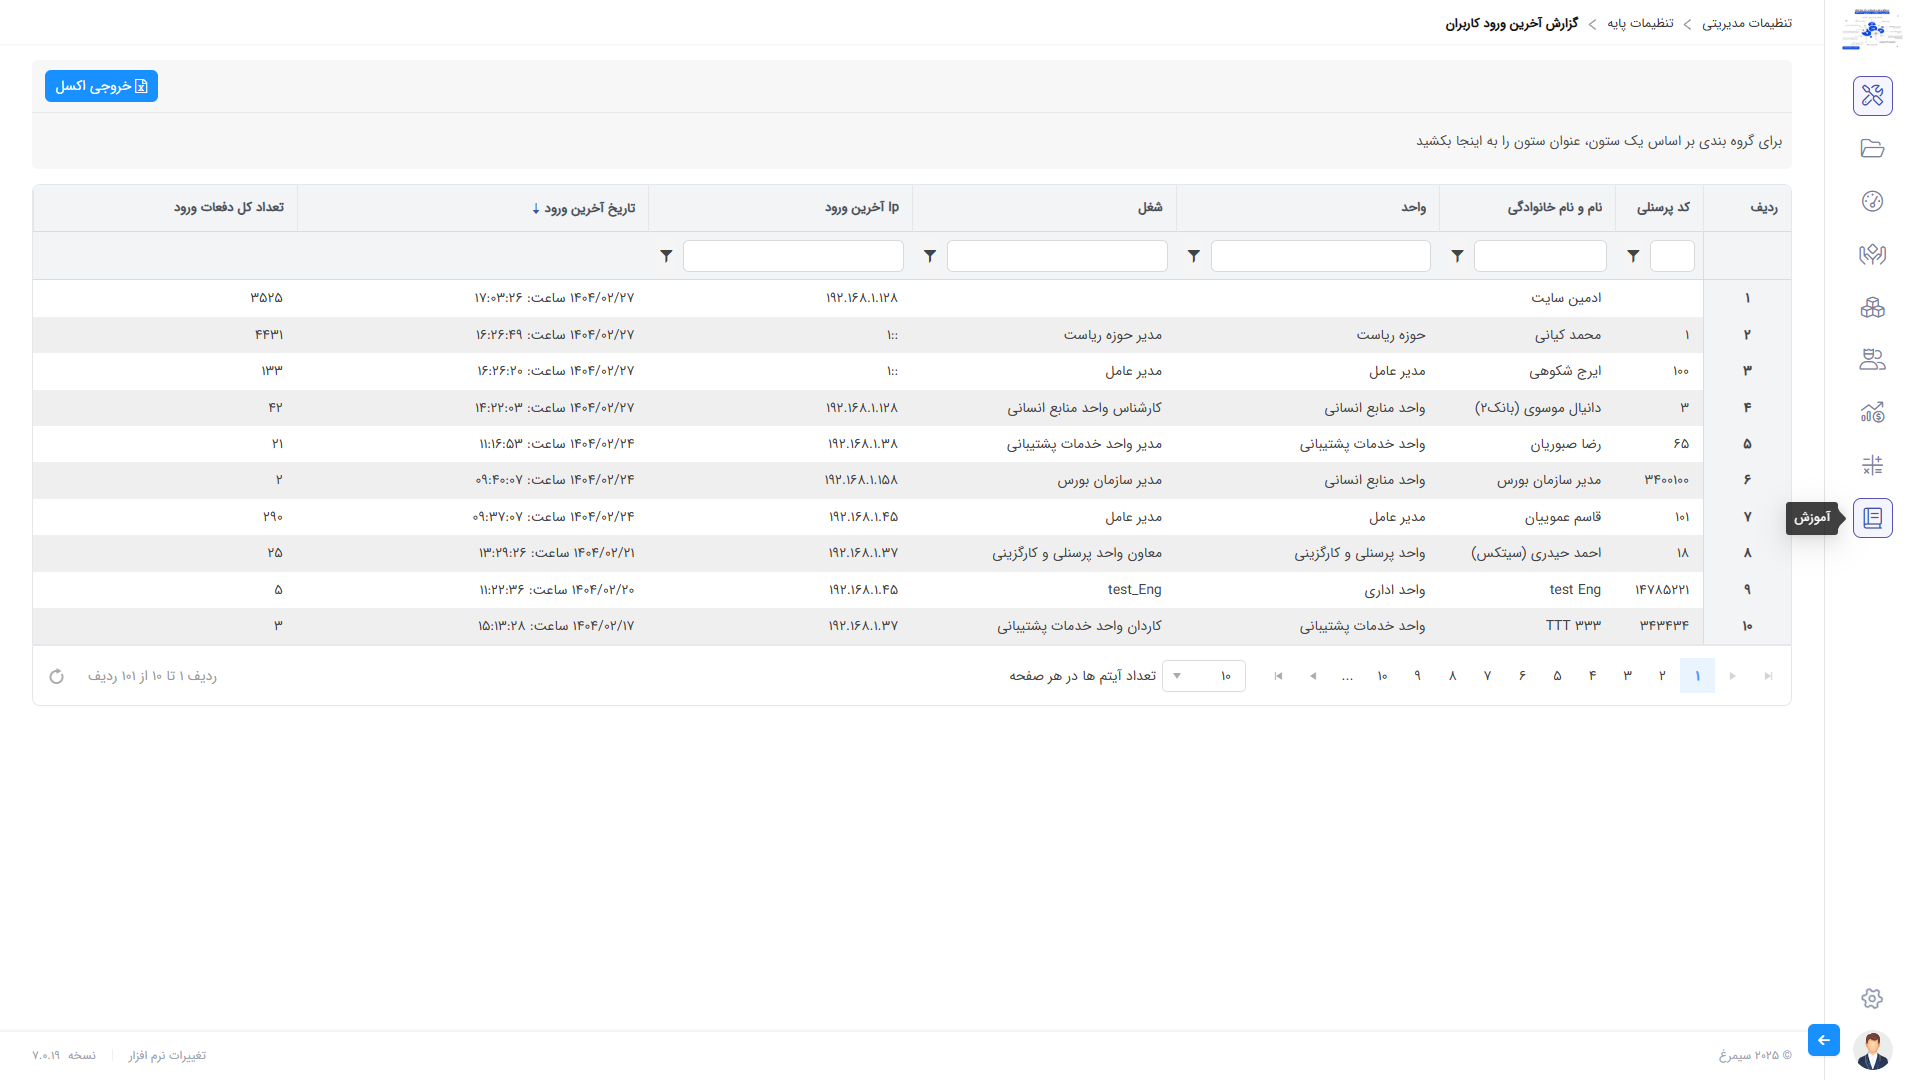 تنظیمات مدیریتی > تنظیمات پایه > گزارش آخرین ورود کاربران
خروجی اکسل
برای گروه بندی بر اساس یک ستون، عنوان ستون را به اینجا بکشید
ردیف کد پرسنلی نام و نام خانوادگی واحد شغل Ip آخرین ورود تاریخ آخرین ورود تعداد کل دفعات ورود
۱ ادمین سایت ۱۹۲.۱۶۸.۱.۱۲۸ ۱۴۰۴/۰۲/۲۷ ساعت: ۱۷:۰۳:۲۶ ۳۵۲۵
۲ ۱ محمد کیانی حوزه ریاست مدیر حوزه ریاست ::۱ ۱۴۰۴/۰۲/۲۷ ساعت: ۱۶:۲۶:۴۹ ۴۴۳۱
۳ ۱۰۰ ایرج شکوهی مدیر عامل مدیر عامل ::۱ ۱۴۰۴/۰۲/۲۷ ساعت: ۱۶:۲۶:۲۰ ۱۳۳
۴ ۳ دانیال موسوی (بانک۲) واحد منابع انسانی کارشناس واحد منابع انسانی ۱۹۲.۱۶۸.۱.۱۲۸ ۱۴۰۴/۰۲/۲۷ ساعت: ۱۴:۲۲:۰۳ ۴۲
۵ ۶۵ رضا صبوریان واحد خدمات پشتیبانی مدیر واحد خدمات پشتیبانی ۱۹۲.۱۶۸.۱.۳۸ ۱۴۰۴/۰۲/۲۴ ساعت: ۱۱:۱۶:۵۳ ۲۱
۶ ۳۴۰۰۱۰۰ مدیر سازمان بورس واحد منابع انسانی مدیر سازمان بورس ۱۹۲.۱۶۸.۱.۱۵۸ ۱۴۰۴/۰۲/۲۴ ساعت: ۰۹:۴۰:۰۷ ۲
۷ ۱۰۱ قاسم عموییان مدیر عامل مدیر عامل ۱۹۲.۱۶۸.۱.۴۵ ۱۴۰۴/۰۲/۲۴ ساعت: ۰۹:۳۷:۰۷ ۲۹۰
آموزش
۸ ۱۸ احمد حیدری (سیتکس) واحد پرسنلی و کارگزینی معاون واحد پرسنلی و کارگزینی ۱۹۲.۱۶۸.۱.۳۷ ۱۴۰۴/۰۲/۲۱ ساعت: ۱۳:۲۹:۲۶ ۲۵
۹ ۱۴۷۸۵۲۲۱ test Eng واحد اداری test_Eng ۱۹۲.۱۶۸.۱.۴۵ ۱۴۰۴/۰۲/۲۰ ساعت: ۱۱:۲۲:۳۶ ۵
۱۰ ۳۴۳۴۳۴ TTT ۳۳۳ واحد خدمات پشتیبانی کاردان واحد خدمات پشتیبانی ۱۹۲.۱۶۸.۱.۳۷ ۱۴۰۴/۰۲/۱۷ ساعت: ۱۵:۱۳:۲۸ ۳
۱ ۲ ۳ ۴ ۵ ۶ ۷ ۸ ۹ ۱۰ ... ۱۰ تعداد آیتم ها در هر صفحه ردیف ۱ تا ۱۰ از ۱۰۱ ردیف
© ۲۰۲۵ سیمرغ تغییرات نرم افزار نسخه ۷.۰.۱۹